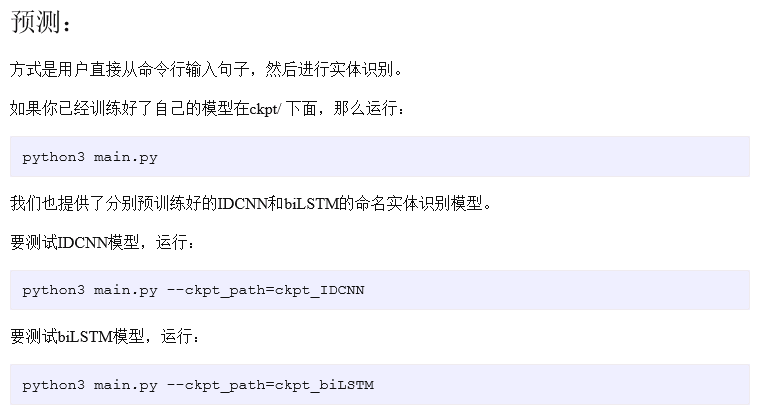 预测：
方式是用户直接从命令行输入句子，然后进行实体识别。
如果你已经训练好了自己的模型在ckpt/ 下面，那么运行：
python3 main.py
我们也提供了分别预训练好的IDCNN和biLSTM的命名实体识别模型。
要测试IDCNN模型，运行：
python3 main.py --ckpt_path=ckpt_IDCNN
要测试biLSTM模型，运行：
python3 main.py --ckpt_path=ckpt_biLSTM